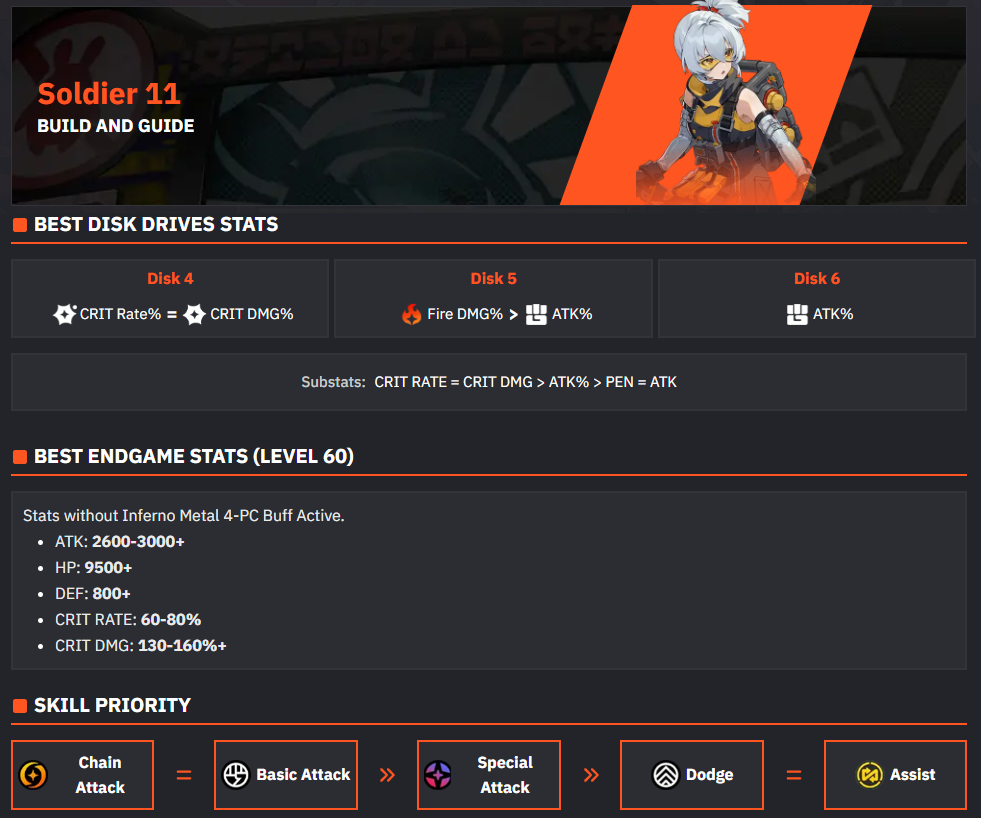 Soldier 11
BUILD AND GUIDE
BEST DISK DRIVES STATS
Disk 4
CRIT Rate% = CRIT DMG%
Disk 5
Fire DMG% > ATK%
Disk 6
ATK%
Substats: CRIT RATE = CRIT DMG > ATK% > PEN = ATK
BEST ENDGAME STATS (LEVEL 60)
Stats without Inferno Metal 4-PC Buff Active.
• ATK: 2600-3000+
• HP: 9500+
• DEF: 800+
• CRIT RATE: 60-80%
• CRIT DMG: 130-160%+
SKILL PRIORITY
Chain
Attack
=
Basic Attack
»
Special
Attack
»
Dodge
=
Assist